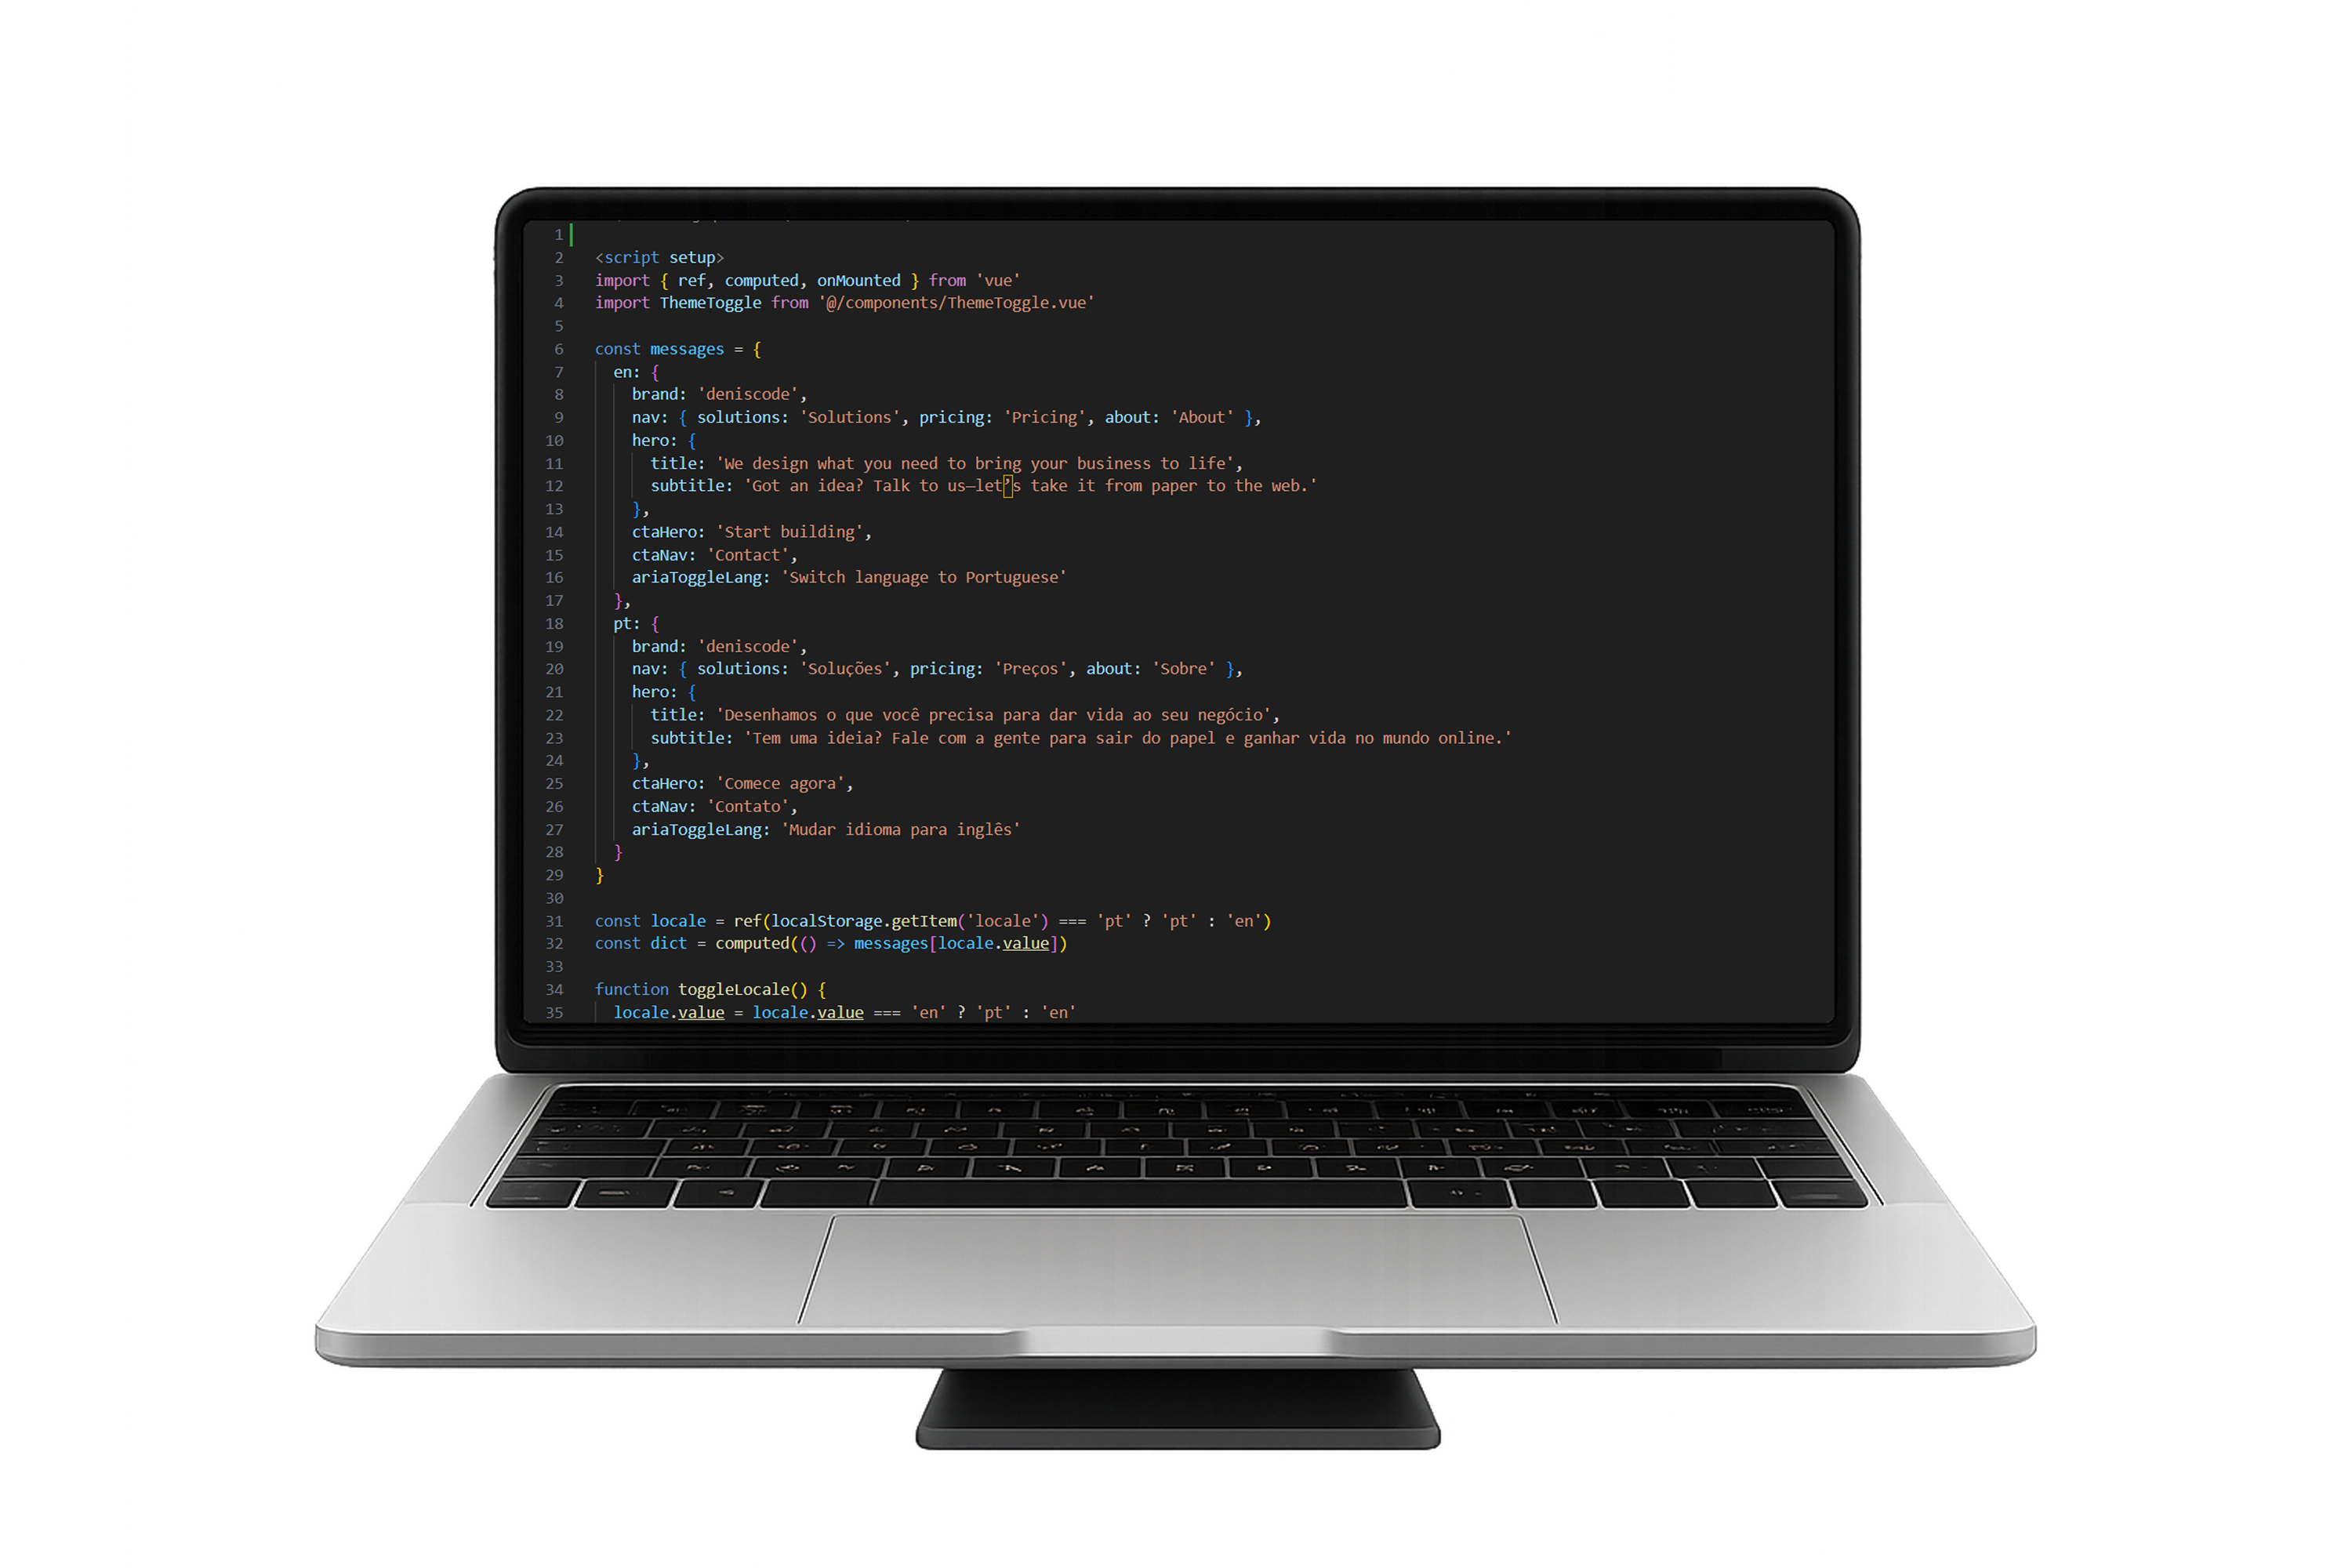 1
2 <script setup>
3 import { ref, computed, onMounted } from 'vue'
4 import ThemeToggle from '@/components/ThemeToggle.vue'
5
6 const messages = {
7 en: {
8 brand: 'deniscode',
9 nav: { solutions: 'Solutions', pricing: 'Pricing', about: 'About' },
10 hero: {
11 title: 'We design what you need to bring your business to life',
12 subtitle: 'Got an idea? Talk to us—let’s take it from paper to the web.'
13 },
14 ctaHero: 'Start building',
15 ctaNav: 'Contact',
16 ariaToggleLang: 'Switch language to Portuguese'
17 },
18 pt: {
19 brand: 'deniscode',
20 nav: { solutions: 'Soluções', pricing: 'Preços', about: 'Sobre' },
21 hero: {
22 title: 'Desenhamos o que você precisa para dar vida ao seu negócio',
23 subtitle: 'Tem uma ideia? Fale com a gente para sair do papel e ganhar vida no mundo online.'
24 },
25 ctaHero: 'Comece agora',
26 ctaNav: 'Contato',
27 ariaToggleLang: 'Mudar idioma para inglês'
28 }
29 }
30
31 const locale = ref(localStorage.getItem('locale') === 'pt' ? 'pt' : 'en')
32 const dict = computed(() => messages[locale.value])
33
34 function toggleLocale() {
35 locale.value = locale.value === 'en' ? 'pt' : 'en'